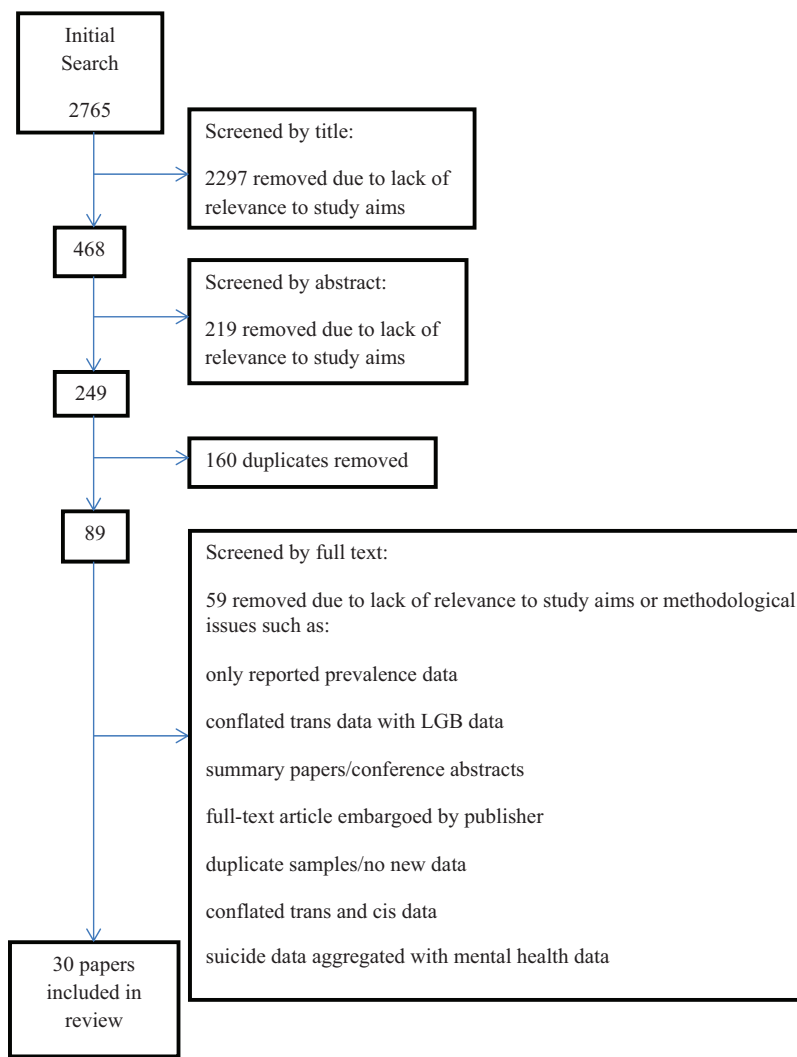 Initial
Search
2765
Screened by title:
2297 removed due to lack of
relevance to study aims
468
Screened by abstract:
219 removed due to lack of
relevance to study aims
249
160 duplicates removed
89
Screened by full text:
59 removed due to lack of relevance to study aims or methodological
issues such as:
only reported prevalence data
conflated trans data with LGB data
summary papers/conference abstracts
full-text article embargoed by publisher
duplicate samples/no new data
conflated trans and cis data
suicide data aggregated with mental health data
30 papers
included in
review